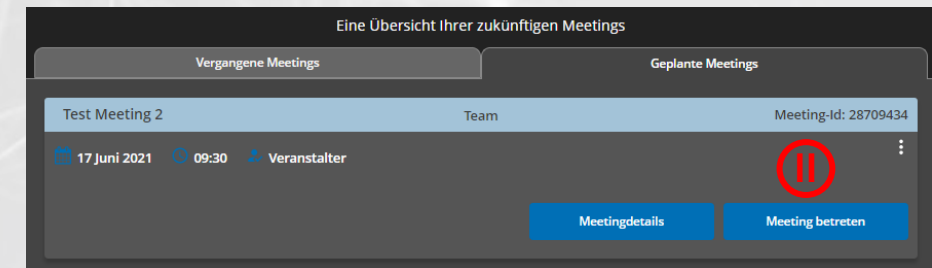 Eine Übersicht Ihrer zukünftigen Meetings
Vergangene Meetings Geplante Meetings
Test Meeting 2 Team Meeting-Id: 28709434
17 Juni 2021 09:30 Veranstalter
II
Meetingdetails Meeting betreten